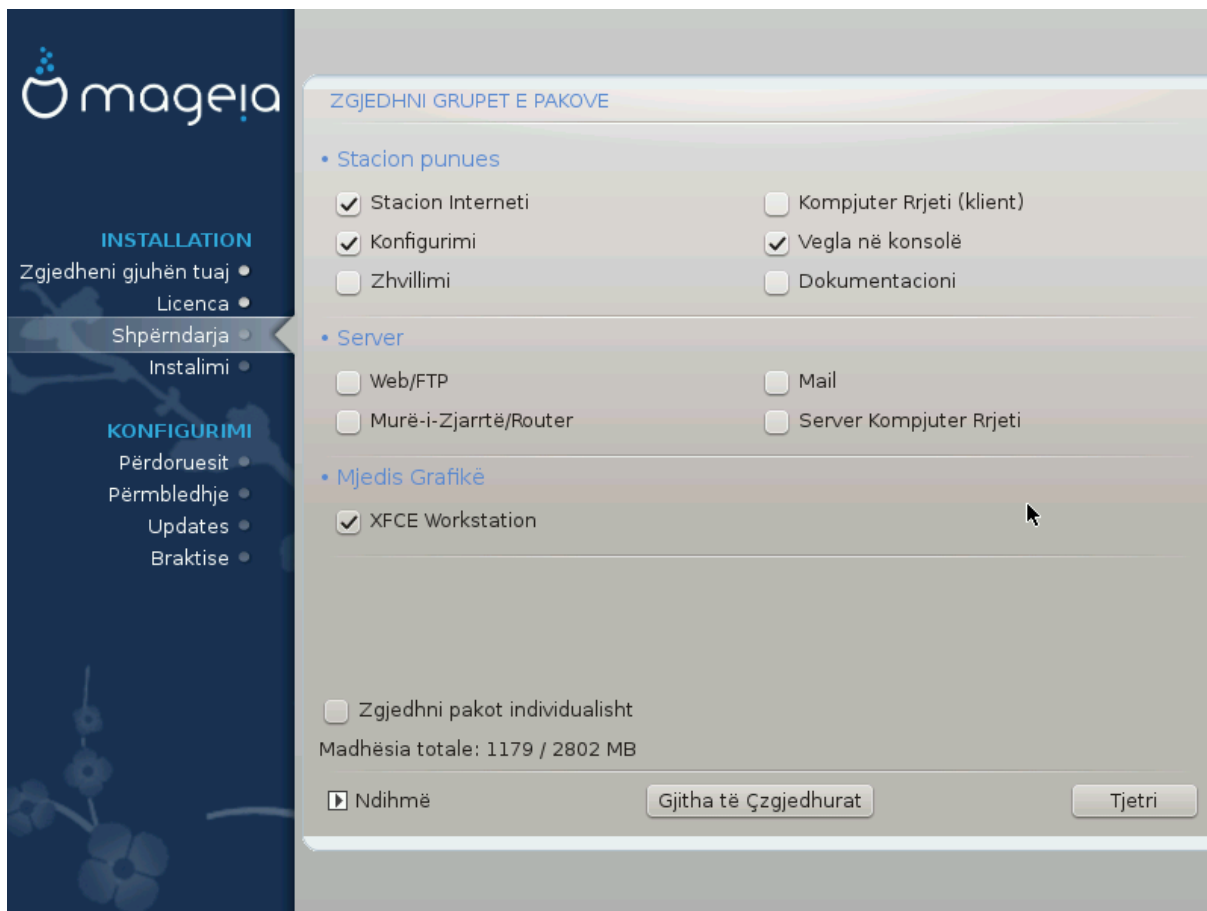 mageia
INSTALLATION
Zgjedheni gjuhën tuaj
Licenca
Shpërndarja
Instalimi
KONFIGURIMI
Përdoruesit
Përmbledhje
Updates
Braktise
ZGJEDHNI GRUPET E PAKOVE
• Stacion punues
Stacion Interneti
Kompjuter Rrjeti (klient)
Konfigurimi
Vegla në konsolë
Zhvillimi
Dokumentacioni
• Server
Web/FTP
Mail
Murë-i-Zjarrtë/Router
Server Kompjuter Rrjeti
• Mjedis Grafikë
XFCE Workstation
Zgjedhni pakot individualisht
Madhësia totale: 1179 / 2802 MB
Ndihmë
Gjitha të Çzgjedhurat
Tjetri